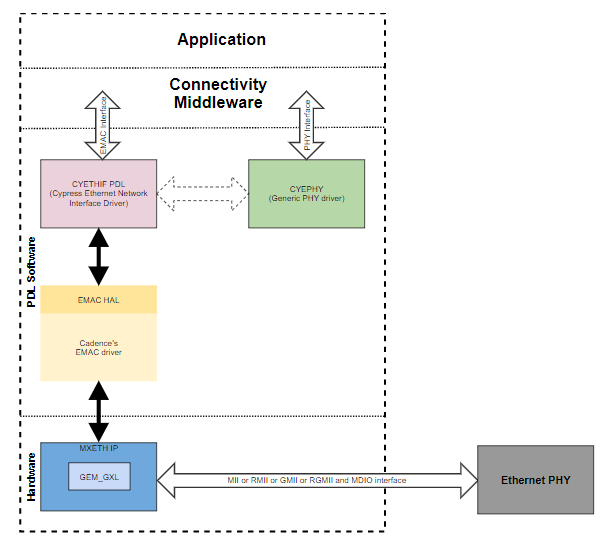 Application
Connectivity
Middleware
EMAC Interface
PHY Interface
CYETHIF PDL
(Cypress Ethernet Network
Interface Driver)
CYEPHY
(Generic PHY driver)
PDL Software
EMAC HAL
Cadence's
EMAC driver
Hardware
MXETH IP
GEM_GXL
MII or RMII or GMII or RGMII and MDIO interface
Ethernet PHY